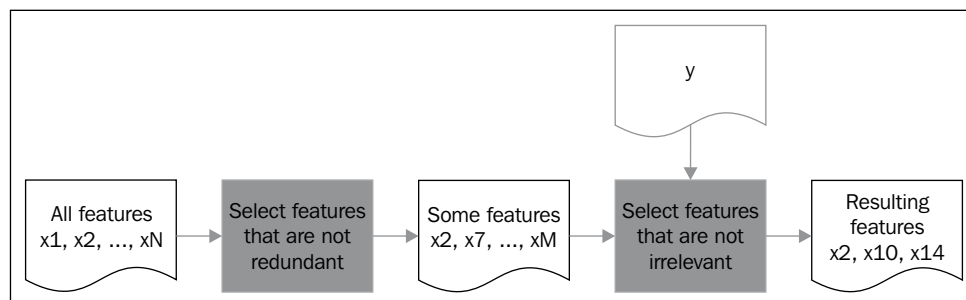 y
All features
x1, x2, ..., xN
Select features
that are not
redundant
Some features
x2, x7, ..., xM
Select features
that are not
irrelevant
Resulting
features
x2, x10, x14